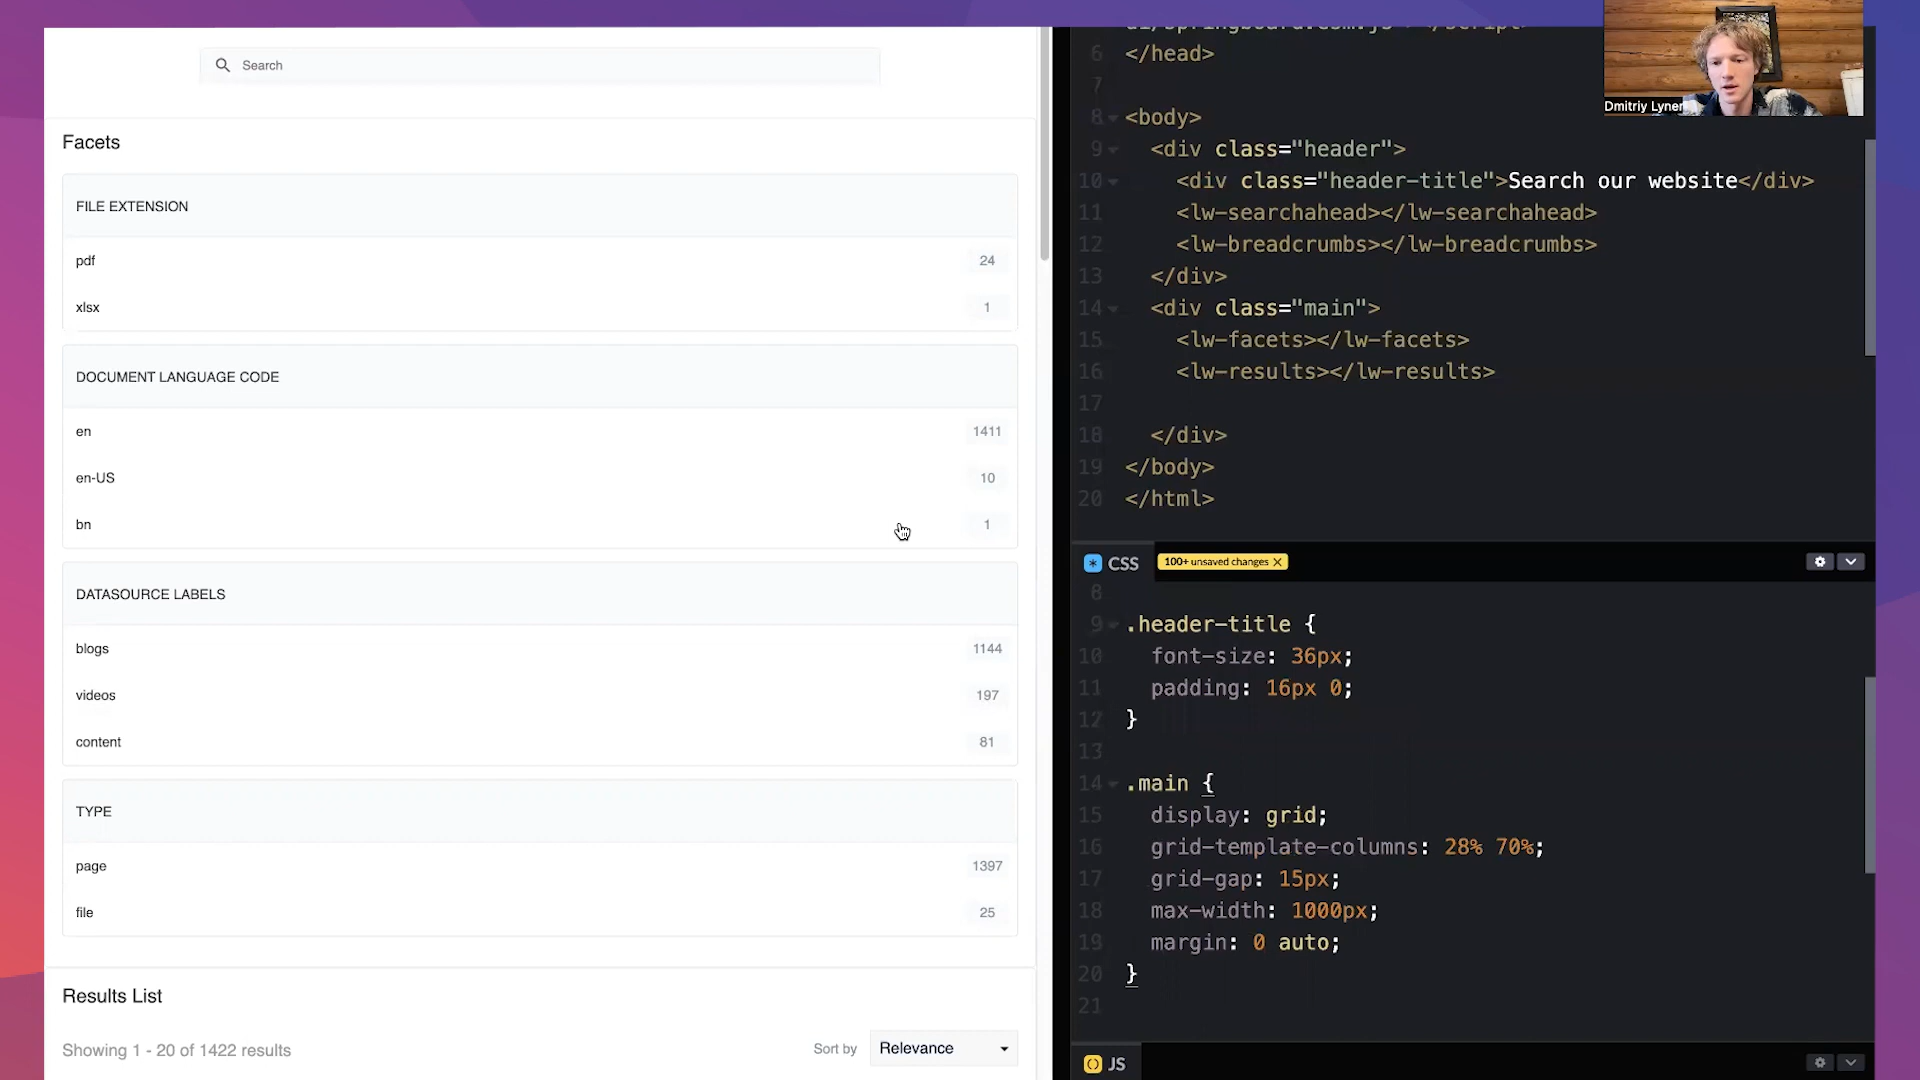 Search
Facets
FILE EXTENSION
pdf 24
xlsx 1
DOCUMENT LANGUAGE CODE
en 1411
en-US 10
bn 1
DATASOURCE LABELS
blogs 1144
videos 197
content 81
TYPE
page 1397
file 25
Results List
Showing 1 - 20 of 1422 results
Sort by Relevance
6 </head>
7
8 <body>
9 <div class="header">
10 <div class="header-title">Search our website</div>
11 <lw-searchahead></lw-searchahead>
12 <lw-breadcrumbs></lw-breadcrumbs>
13 </div>
14 <div class="main">
15 <lw-facets></lw-facets>
16 <lw-results></lw-results>
17
18 </div>
19 </body>
20 </html>
CSS 100+ unsaved changes X
8
9 .header-title {
10 font-size: 36px;
11 padding: 16px 0;
12 }
13
14 .main {
15 display: grid;
16 grid-template-columns: 28% 70%;
17 grid-gap: 15px;
18 max-width: 1000px;
19 margin: 0 auto;
20 }
21
JS
Dmitriy